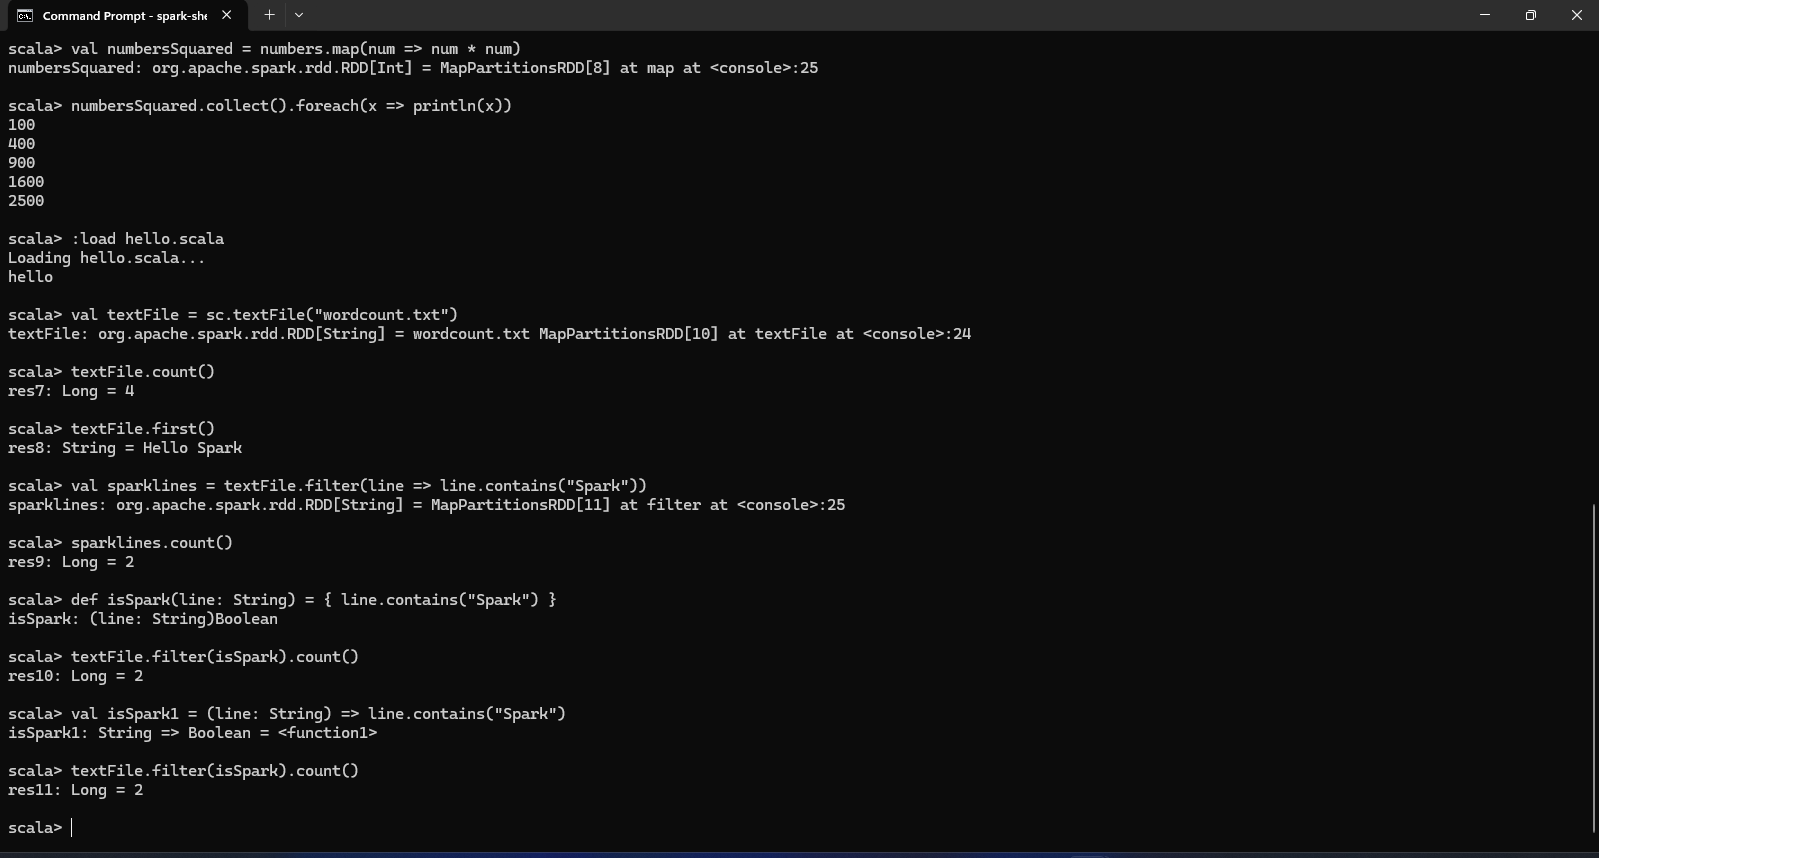 Command Prompt - spark-she
scala> val numbersSquared = numbers.map(num => num * num)
numbersSquared: org.apache.spark.rdd.RDD[Int] = MapPartitionsRDD[8] at map at <console>:25
scala> numbersSquared.collect().foreach(x => println(x))
100
400
900
1600
2500
scala> :load hello.scala
Loading hello.scala...
hello
scala> val textFile = sc.textFile("wordcount.txt")
textFile: org.apache.spark.rdd.RDD[String] = wordcount.txt MapPartitionsRDD[10] at textFile at <console>:24
scala> textFile.count()
res7: Long = 4
scala> textFile.first()
res8: String = Hello Spark
scala> val sparklines = textFile.filter(line => line.contains("Spark"))
sparklines: org.apache.spark.rdd.RDD[String] = MapPartitionsRDD[11] at filter at <console>:25
scala> sparklines.count()
res9: Long = 2
scala> def isSpark(line: String) = { line.contains("Spark") }
isSpark: (line: String)Boolean
scala> textFile.filter(isSpark).count()
res10: Long = 2
scala> val isSpark1 = (line: String) => line.contains("Spark")
isSpark1: String => Boolean = <function1>
scala> textFile.filter(isSpark).count()
res11: Long = 2
scala>